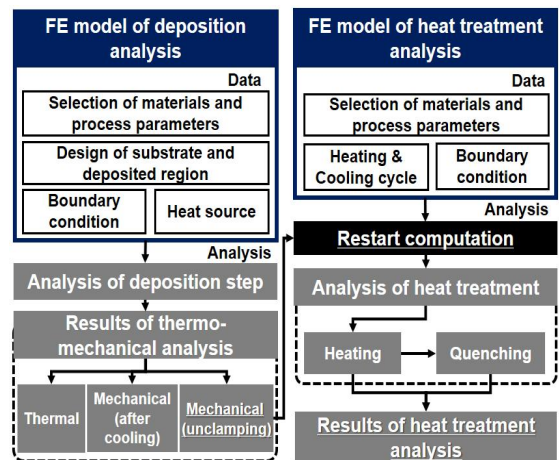 FE model of deposition
analysis
Data
Selection of materials and
process parameters
Design of substrate and
deposited region
Boundary
condition
Heat source
Analysis
Analysis of deposition step
Results of thermo-
mechanical analysis
Thermal
Mechanical
(after
cooling)
Mechanical
(unclamping)
FE model of heat treatment
analysis
Data
Selection of materials and
process parameters
Heating &
Cooling cycle
Boundary
condition
Analysis
Restart computation
Analysis of heat treatment
Heating
Quenching
Results of heat treatment
analysis